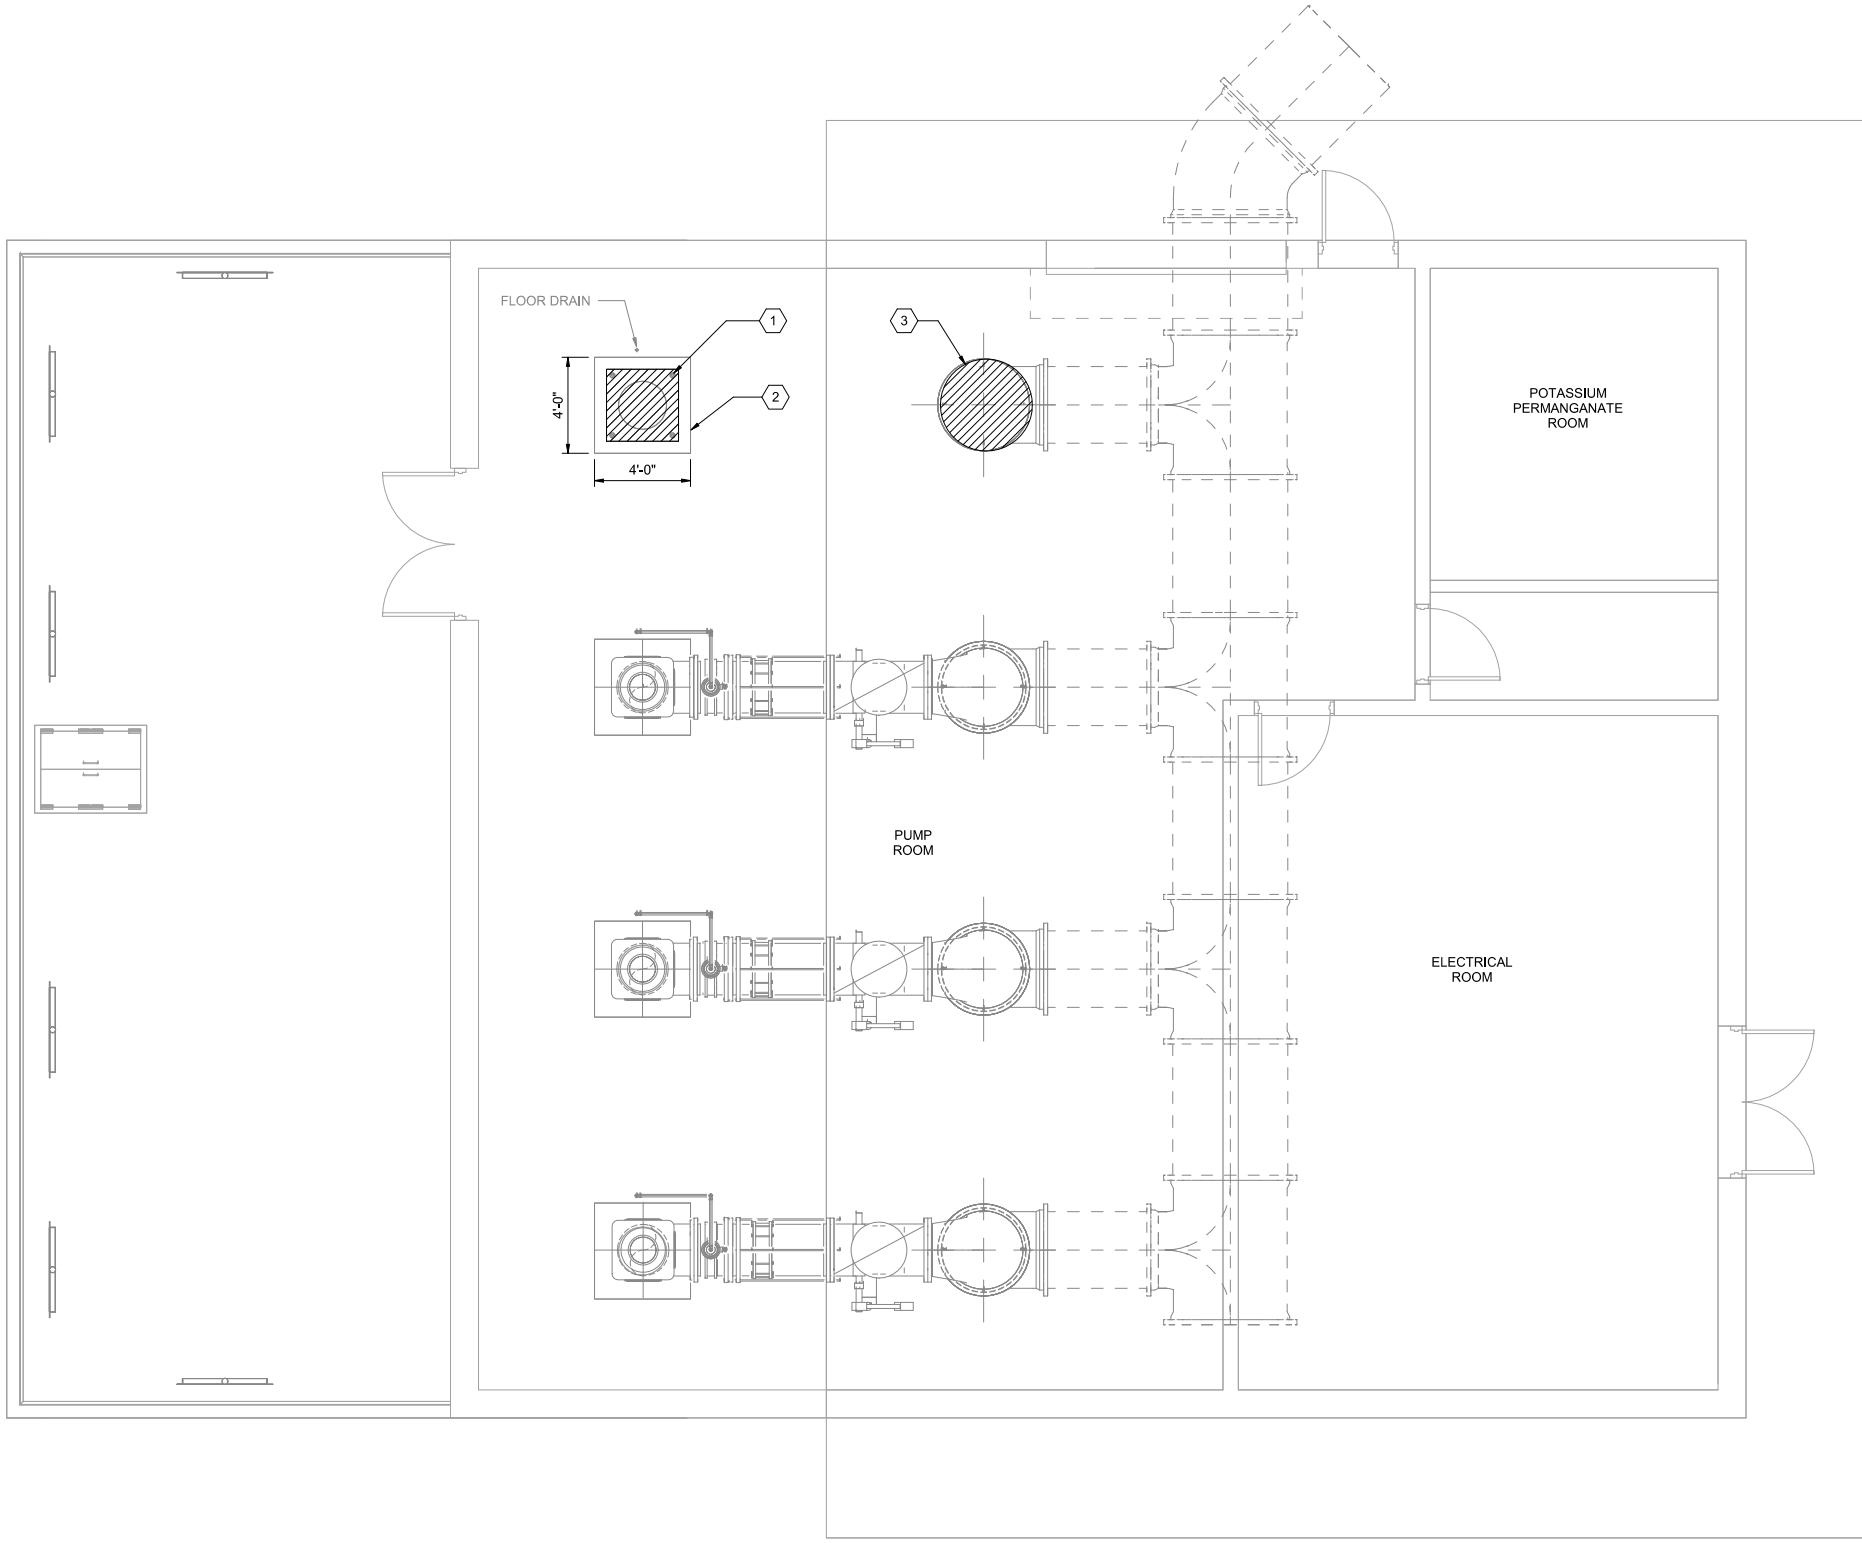 FLOOR DRAIN
1
3
2
4'-0"
4'-0"
POTASSIUM
PERMANGANATE
ROOM
PUMP
ROOM
ELECTRICAL
ROOM